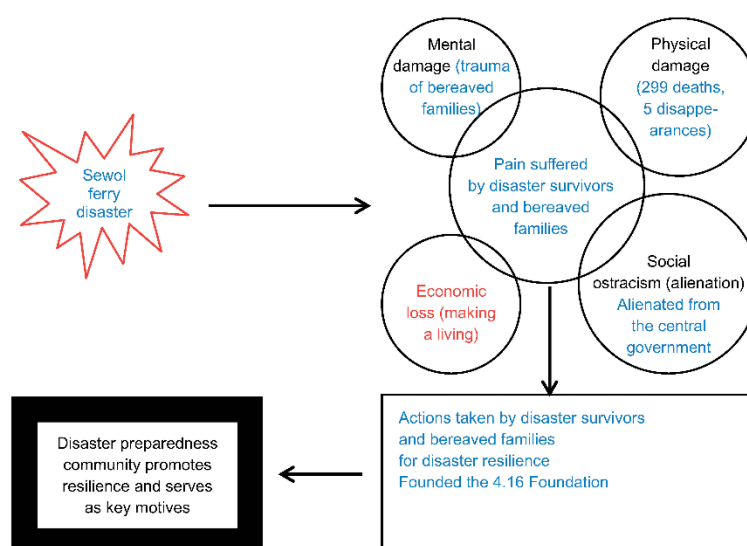 Sewol
ferry
disaster
Mental
damage (trauma
of bereaved
families)
Physical
damage
(299 deaths,
5 disappe-
arances)
Pain suffered
by disaster survivors
and bereaved
families
Economic
loss (making
a living)
Social
ostracism (alienation)
Alienated from
the central
government
Actions taken by disaster survivors
and bereaved families
for disaster resilience
Founded the 4.16 Foundation
Disaster preparedness
community promotes
resilience and serves
as key motives